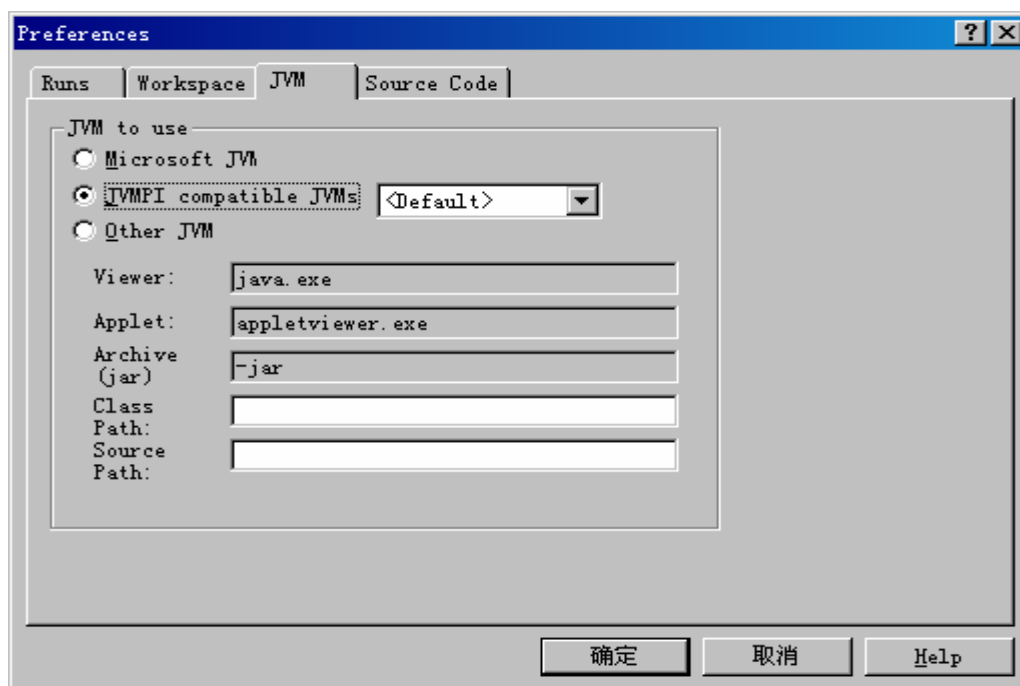 Preferences
Runs Workspace JVM Source Code
JVM to use
Microsoft JVM
JVMPI compatible JVMs <Default>
Other JVM
Viewer: java.exe
Applet: appletviewer.exe
Archive
(jar) -jar
Class
Path:
Source
Path:
确定 取消 Help